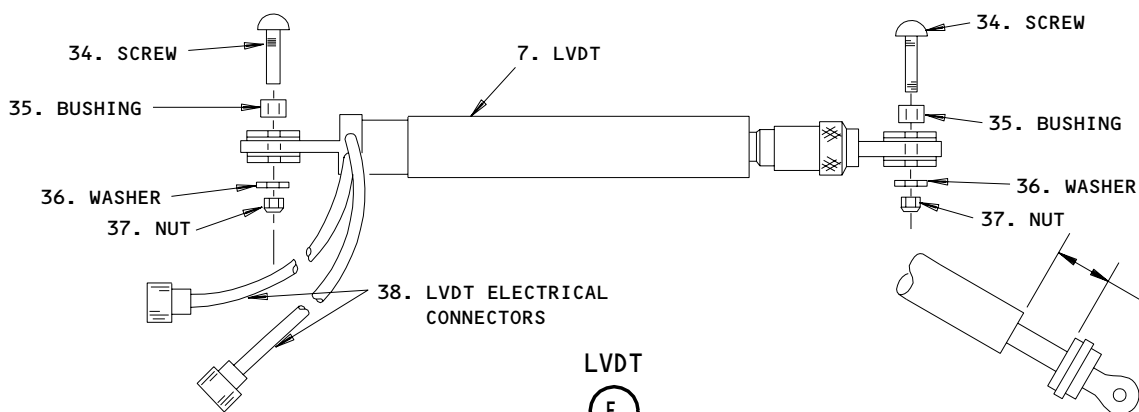 34. SCREW
34. SCREW
7. LVDT
35. BUSHING
35. BUSHING
36. WASHER
36. WASHER
37. NUT
37. NUT
38. LVDT ELECTRICAL
CONNECTORS
LVDT